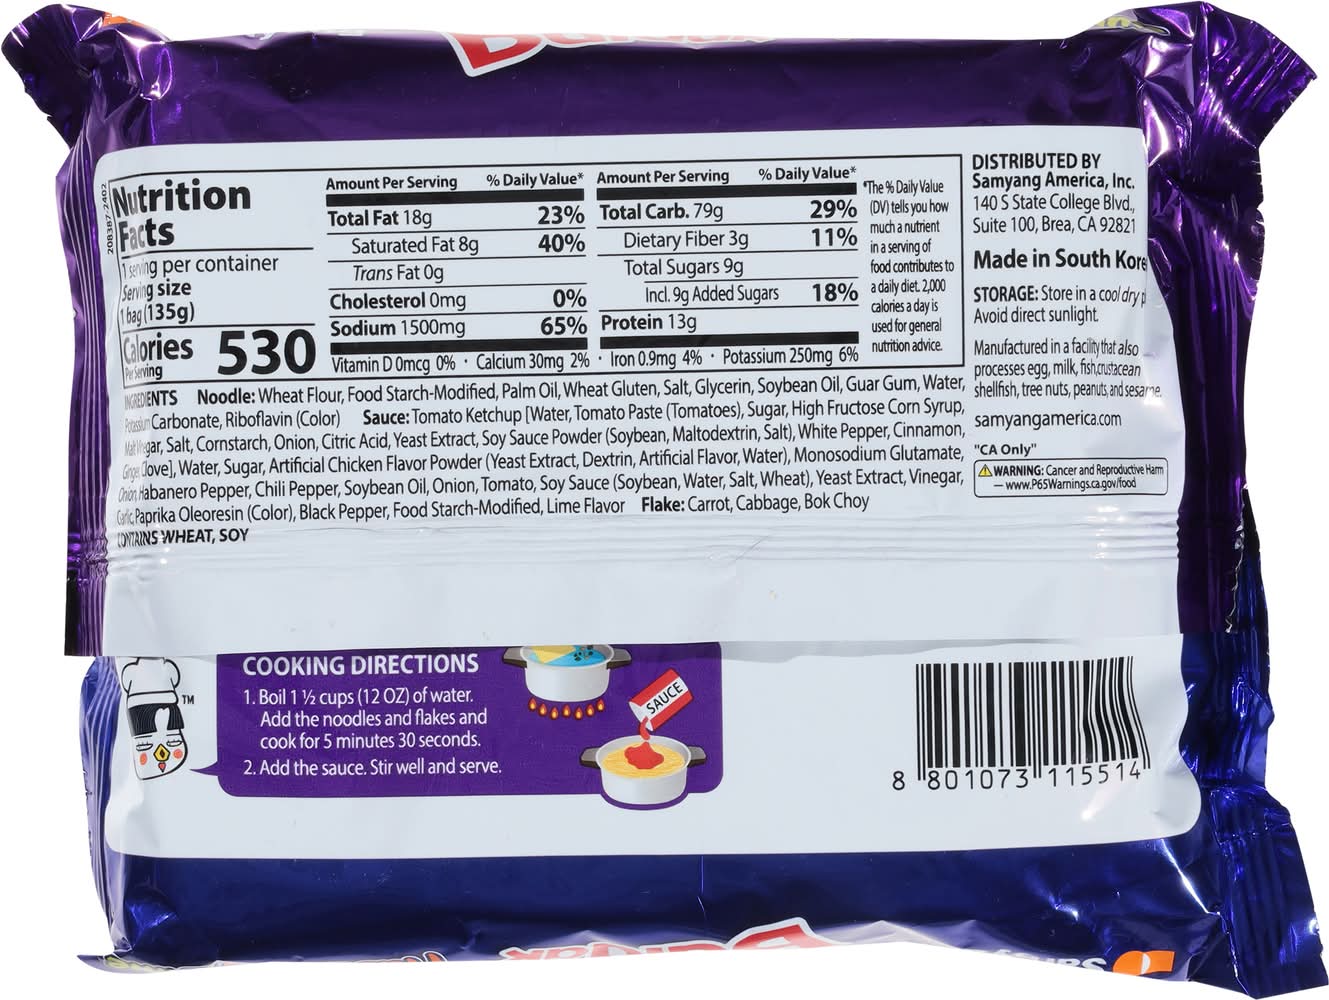 208387-2402
Nutrition
Facts
1 serving per container
Serving size
1 bag (135g)
Calories 530
Per Serving
Amount Per Serving % Daily Value*
Total Fat 18g 23%
Saturated Fat 8g 40%
Trans Fat 0g
Cholesterol 0mg 0%
Sodium 1500mg 65%
Amount Per Serving % Daily Value*
Total Carb. 79g 29%
Dietary Fiber 3g 11%
Total Sugars 9g
Incl. 9g Added Sugars 18%
Protein 13g
Vitamin D 0mcg 0% · Calcium 30mg 2% · Iron 0.9mg 4% · Potassium 250mg 6%
*The % Daily Value
(DV) tells you how
much a nutrient
in a serving of
food contributes to
a daily diet. 2,000
calories a day is
used for general
nutrition advice.
INGREDIENTS Noodle: Wheat Flour, Food Starch-Modified, Palm Oil, Wheat Gluten, Salt, Glycerin, Soybean Oil, Guar Gum, Water,
Potassium Carbonate, Riboflavin (Color) Sauce: Tomato Ketchup [Water, Tomato Paste (Tomatoes), Sugar, High Fructose Corn Syrup,
Malt Vinegar, Salt, Cornstarch, Onion, Citric Acid, Yeast Extract, Soy Sauce Powder (Soybean, Maltodextrin, Salt), White Pepper, Cinnamon,
Ginger, Clove], Water, Sugar, Artificial Chicken Flavor Powder (Yeast Extract, Dextrin, Artificial Flavor, Water), Monosodium Glutamate,
Onion, Habanero Pepper, Chili Pepper, Soybean Oil, Onion, Tomato, Soy Sauce (Soybean, Water, Salt, Wheat), Yeast Extract, Vinegar,
Garlic, Paprika Oleoresin (Color), Black Pepper, Food Starch-Modified, Lime Flavor Flake: Carrot, Cabbage, Bok Choy
CONTAINS WHEAT, SOY
DISTRIBUTED BY
Samyang America, Inc.
140 S State College Blvd.,
Suite 100, Brea, CA 92821
Made in South Kore
STORAGE: Store in a cool dry p
Avoid direct sunlight.
Manufactured in a facility that also
processes egg, milk, fish, crustacean
shellfish, tree nuts, peanuts, and sesame.
samyangamerica.com
"CA Only"
⚠WARNING: Cancer and Reproductive Harm
— www.P65Warnings.ca.gov/food
TM
COOKING DIRECTIONS
1. Boil 1 ½ cups (12 OZ) of water.
Add the noodles and flakes and
cook for 5 minutes 30 seconds.
2. Add the sauce. Stir well and serve.
SAUCE
8 801073 115514